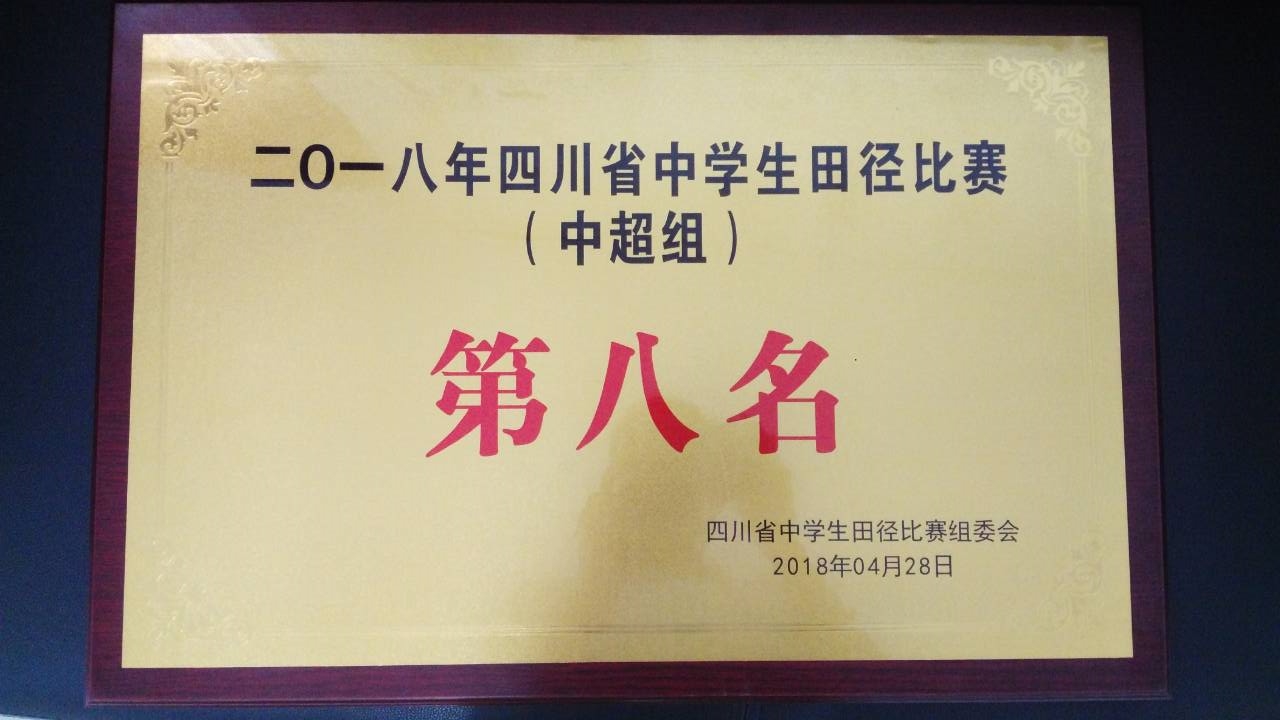 二O一八年四川省中学生田径比赛
（中超组）
第八名
四川省中学生田径比赛组委会
2018年04月28日